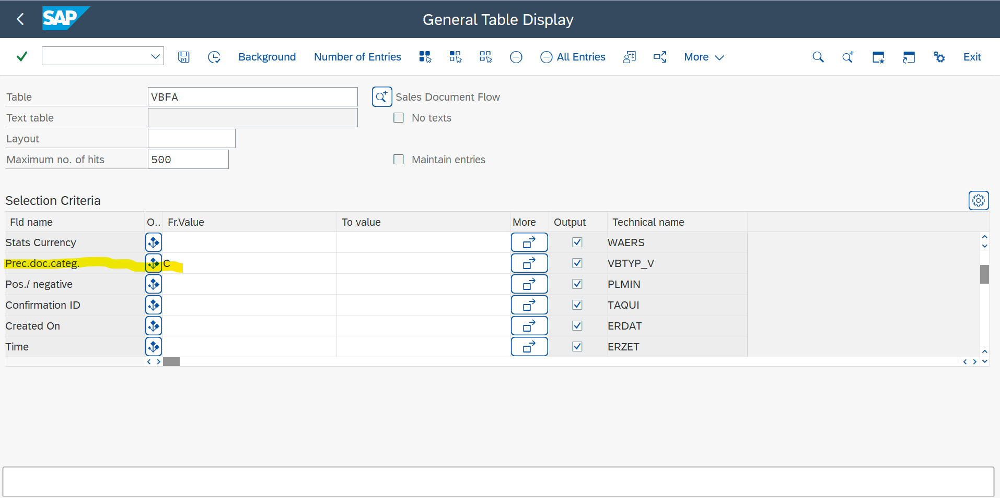 SAP General Table Display
Background Number of Entries All Entries More Exit
Table VBFA Sales Document Flow
Text table No texts
Layout
Maximum no. of hits 500 Maintain entries
Selection Criteria
Fld name O.. Fr.Value To value More Output Technical name
Stats Currency WAERS
Prec.doc.categ. C VBTYP_V
Pos./ negative PLMIN
Confirmation ID TAQUI
Created On ERDAT
Time ERZET